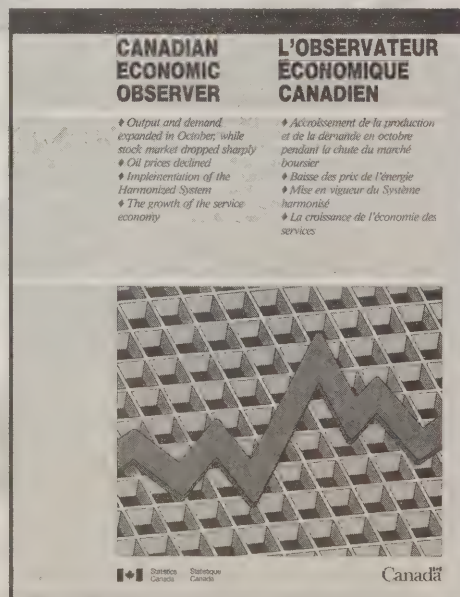 CANADIAN
ECONOMIC
OBSERVER
♦ Output and demand
expanded in October, while
stock market dropped sharply
♦ Oil prices declined
♦ Implementation of the
Harmonized System
♦ The growth of the service
economy
L'OBSERVATEUR
ÉCONOMIQUE
CANADIEN
♦ Accroissement de la production
et de la demande en octobre
pendant la chute du marché
boursier
♦ Baisse des prix de l'énergie
♦ Mise en vigueur du Système
harmonisé
♦ La croissance de l'économie des
services
Statistics
Canada
Statistique
Canada
Canada